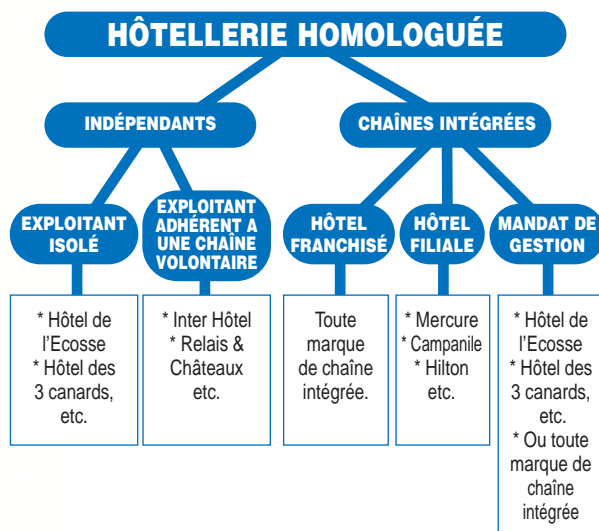 HÔTELLERIE HOMOLOGUÉE
INDÉPENDANTS
CHAÎNES INTÉGRÉES
EXPLOITANT
ISOLÉ
EXPLOITANT
ADHÉRENT A
UNE CHAÎNE
VOLONTAIRE
HÔTEL
FRANCHISÉ
HÔTEL
FILIALE
MANDAT DE
GESTION
* Hôtel de
l'Ecosse
* Hôtel des
3 canards,
etc.
* Inter Hôtel
* Relais &
Châteaux
etc.
Toute
marque
de chaîne
intégrée.
* Mercure
* Campanile
* Hilton
etc.
* Hôtel de
l'Ecosse
* Hôtel des
3 canards,
etc.
* Ou toute
marque de
chaîne
intégrée